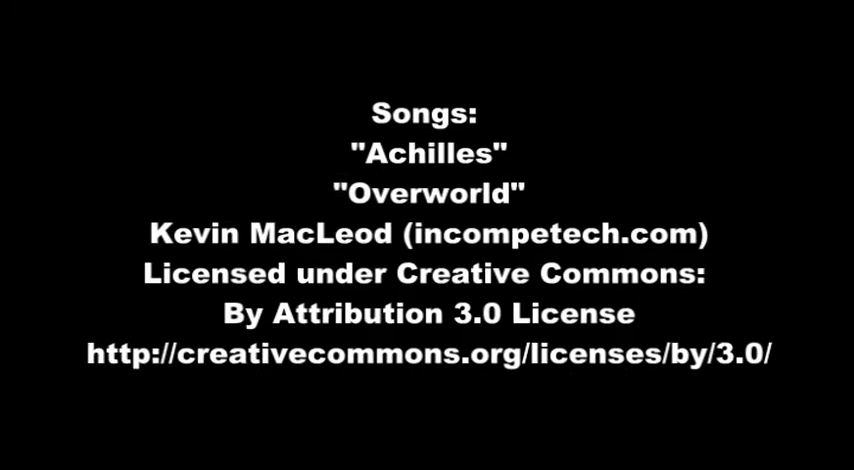 Songs:
"Achilles"
"Overworld"
Kevin MacLeod (incompetech.com)
Licensed under Creative Commons:
By Attribution 3.0 License
http://creativecommons.org/licenses/by/3.0/